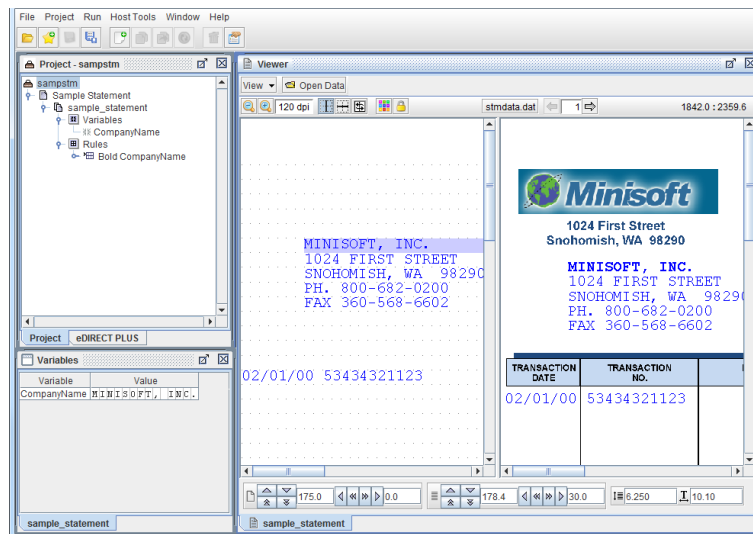 File Project Run Host Tools Window Help
Project - sampstm
sampstm
Sample Statement
sample_statement
Variables
CompanyName
Rules
Bold CompanyName
Project eDIRECT PLUS
Variables
Variable Value
CompanyName MINISOFT, INC.
sample_statement
Viewer
View Open Data
120 dpi stmdata.dat 1 1842.0 : 2359.6
MINISOFT, INC.
1024 FIRST STREET
SNOHOMISH, WA 98290
PH. 800-682-0200
FAX 360-568-6602
02/01/00 53434321123
Minisoft
1024 First Street
Snohomish, WA 98290
MINISOFT, INC.
1024 FIRST STREET
SNOHOMISH, WA 9829
PH. 800-682-0200
FAX 360-568-6602
TRANSACTION DATE TRANSACTION NO.
02/01/00 53434321123
175.0 0.0 178.4 30.0 6.250 10.10
sample_statement